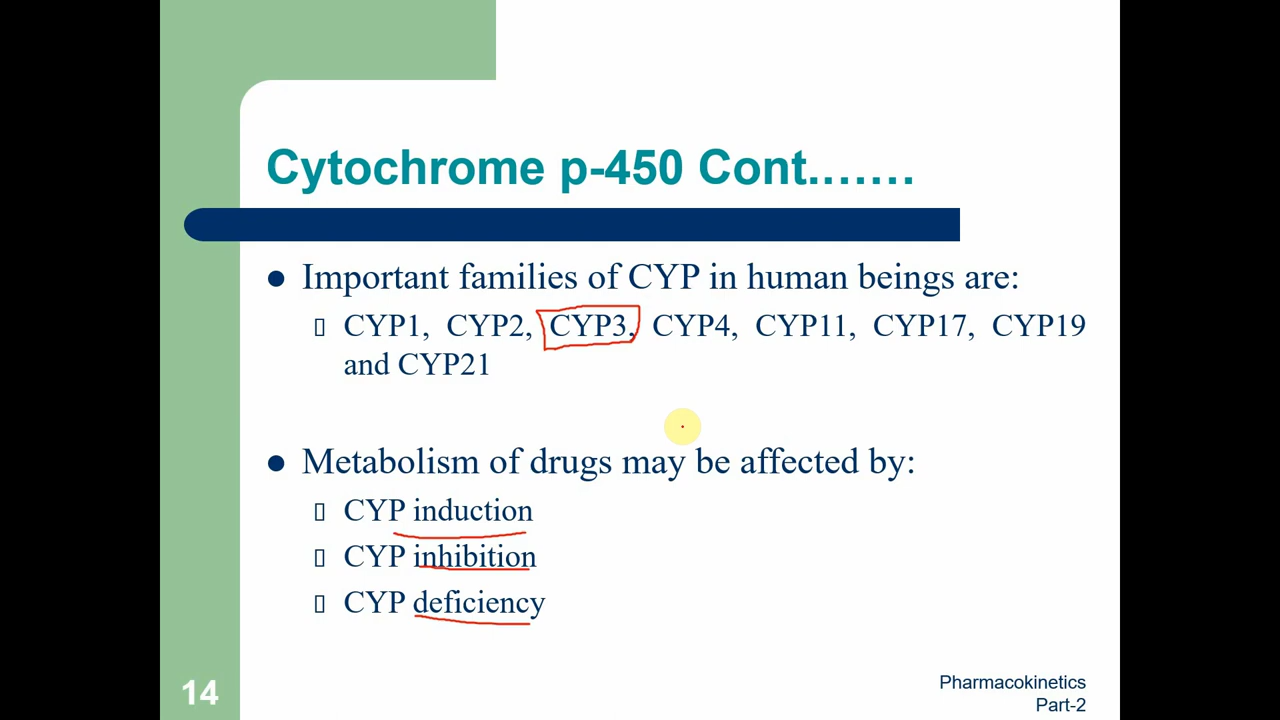 Cytochrome p-450 Cont.......
● Important families of CYP in human beings are:
▯ CYP1, CYP2, CYP3, CYP4, CYP11, CYP17, CYP19
and CYP21
● Metabolism of drugs may be affected by:
▯ CYP induction
▯ CYP inhibition
▯ CYP deficiency
14
Pharmacokinetics
Part-2